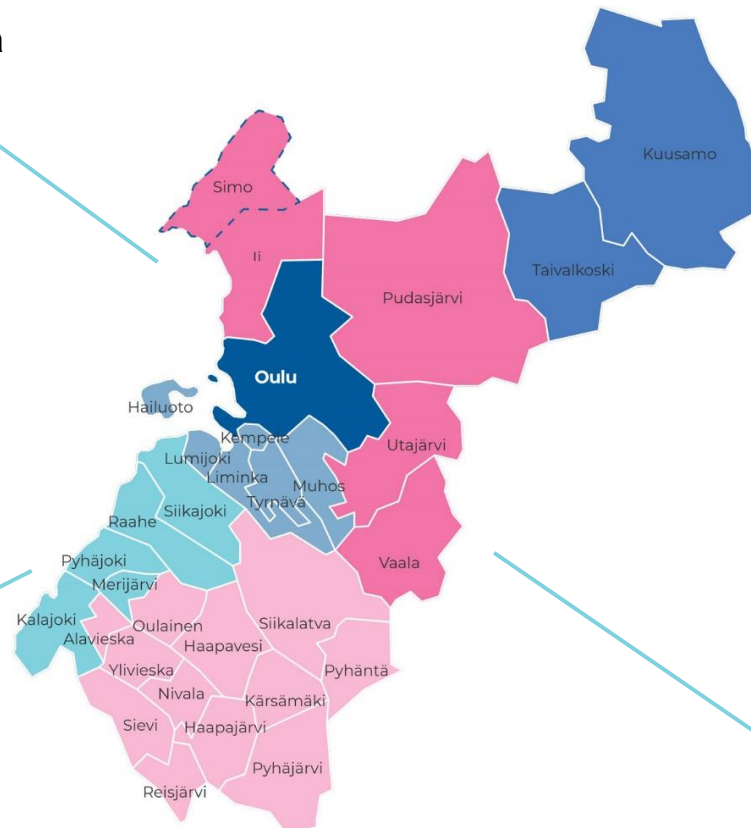 Kuusamo
Simo
Ii
Taivalkoski
Pudasjärvi
Oulu
Hailuoto
Kempele
Utajärvi
Lumijoki
Liminka
Muhos
Tyrnävä
Siikajoki
Raahe
Pyhäjoki
Vaala
Merijärvi
Kalajoki
Alavieska
Oulainen
Siikalatva
Haapavesi
Ylivieska
Pyhäntä
Nivala
Kärsämäki
Sievi
Haapajärvi
Pyhäjärvi
Reisjärvi